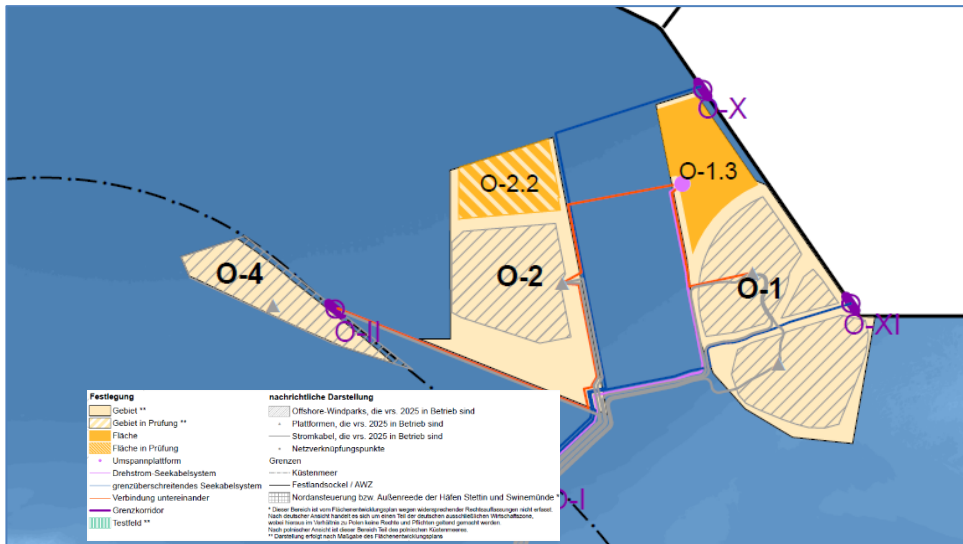 O-X
O-1.3
O-2.2
O-4
O-2
O-1
O-II
O-XI
O-I
Festlegung
Gebiet **
Gebiet in Prüfung **
Fläche
Fläche in Prüfung
Umspannplattform
Drehstrom-Seekabelsystem
grenzüberschreitendes Seekabelsystem
Verbindung untereinander
Grenzkorridor
Testfeld **
nachrichtliche Darstellung
Offshore-Windparks, die vrs. 2025 in Betrieb sind
Plattformen, die vrs. 2025 in Betrieb sind
Stromkabel, die vrs. 2025 in Betrieb sind
Netzverknüpfungspunkte
Grenzen
Küstenmeer
Festlandsockel / AWZ
Nordansteuerung bzw. Außenreede der Häfen Stettin und Swinemünde *
* Dieser Bereich ist vom Flächenentwicklungsplan wegen widersprechender Rechtsauffassungen nicht erfasst.
Nach deutscher Ansicht handelt es sich um einen Teil der deutschen ausschließlichen Wirtschaftszone,
wobei hieraus im Verhältnis zu Polen keine Rechte und Pflichten geltend gemacht werden.
Nach polnischer Ansicht ist dieser Bereich Teil des polnischen Küstenmeeres.
** Darstellung erfolgt nach Maßgabe des Flächenentwicklungsplans